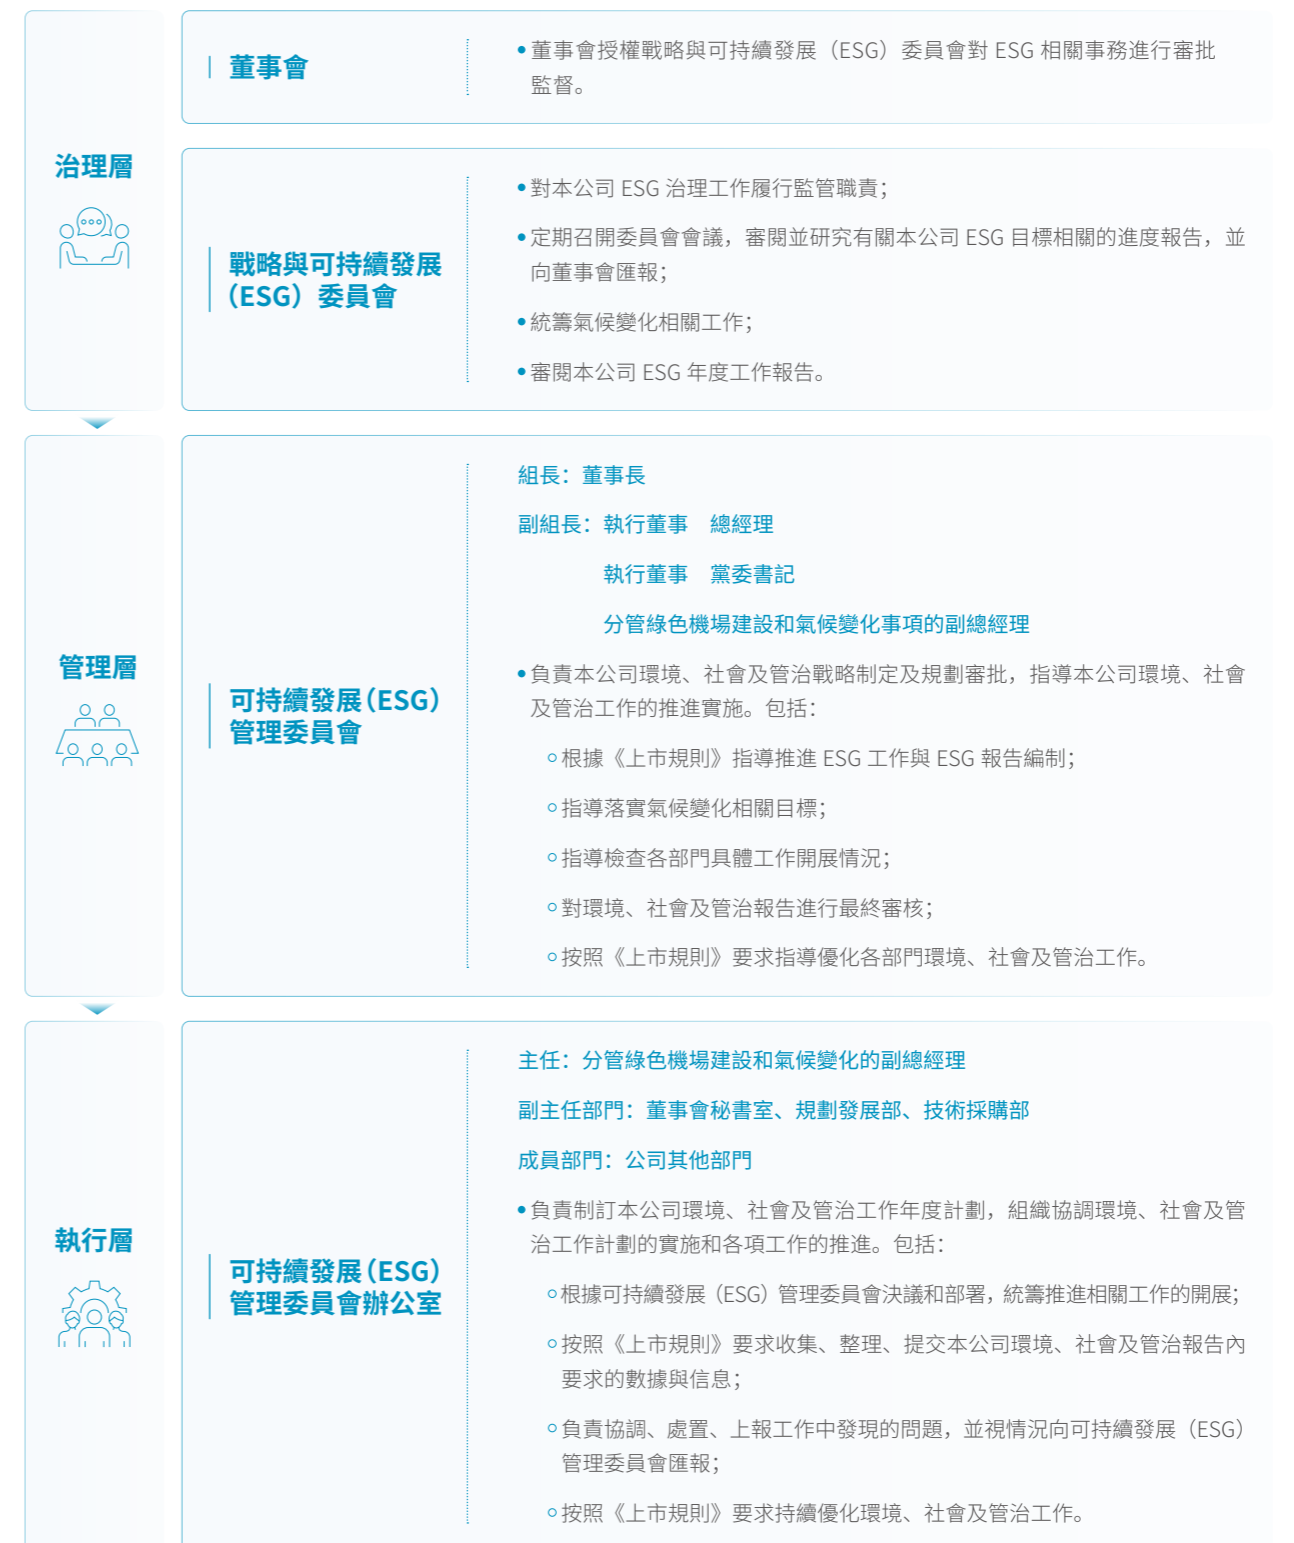 治理層
董事會
•董事會授權戰略與可持續發展（ESG）委員會對 ESG 相關事務進行審批
監督。
戰略與可持續發展
（ESG）委員會
•對本公司 ESG 治理工作履行監管職責；
•定期召開委員會會議，審閱並研究有關本公司 ESG 目標相關的進度報告，並
向董事會匯報；
•統籌氣候變化相關工作；
•審閱本公司 ESG 年度工作報告。
管理層
可持續發展（ESG）
管理委員會
組長：董事長
副組長：執行董事　總經理
執行董事　黨委書記
分管綠色機場建設和氣候變化事項的副總經理
•負責本公司環境、社會及管治戰略制定及規劃審批，指導本公司環境、社會
及管治工作的推進實施。包括：
○根據《上市規則》指導推進 ESG 工作與 ESG 報告編制；
○指導落實氣候變化相關目標；
○指導檢查各部門具體工作開展情況；
○對環境、社會及管治報告進行最終審核；
○按照《上市規則》要求指導優化各部門環境、社會及管治工作。
執行層
可持續發展（ESG）
管理委員會辦公室
主任：分管綠色機場建設和氣候變化的副總經理
副主任部門：董事會秘書室、規劃發展部、技術採購部
成員部門：公司其他部門
•負責制訂本公司環境、社會及管治工作年度計劃，組織協調環境、社會及管
治工作計劃的實施和各項工作的推進。包括：
○根據可持續發展（ESG）管理委員會決議和部署，統籌推進相關工作的開展；
○按照《上市規則》要求收集、整理、提交本公司環境、社會及管治報告內
要求的數據與信息；
○負責協調、處置、上報工作中發現的問題，並視情況向可持續發展（ESG）
管理委員會匯報；
○按照《上市規則》要求持續優化環境、社會及管治工作。